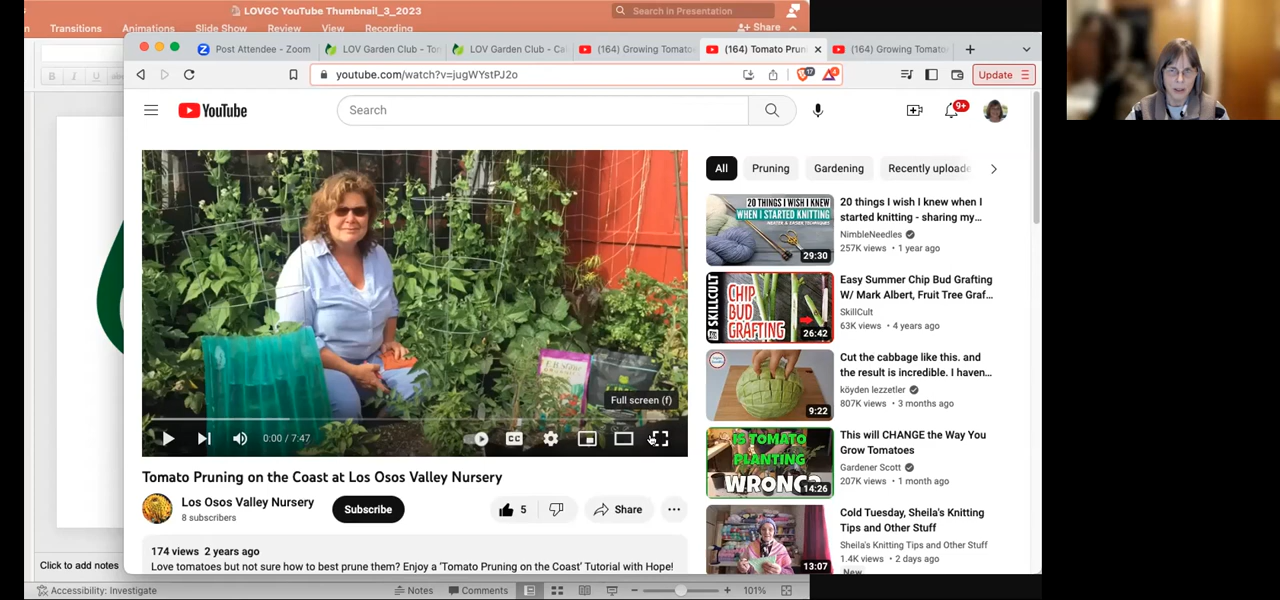 LOVGC YouTube Thumbnail_3_2023
Search in Presentation
Transitions Animations Slide Show Review View Recording
Share
Post Attendee - Zoom
LOV Garden Club - Tor
LOV Garden Club - Ca
(164) Growing Tomato
(164) Tomato Prun
(164) Growing Tomato
youtube.com/watch?v=jugWYstPJ2o
17
4
Update
B I U
YouTube
Search
9+
All
Pruning
Gardening
Recently uploade
20 THINGS I WISH I KNEW
WHEN I STARTED KNITTING
29:30
20 things I wish I knew when I
started knitting - sharing my...
NimbleNeedles
257K views • 1 year ago
SKILLCULT
CHIP
BUD
GRAFTING
26:42
Easy Summer Chip Bud Grafting
W/ Mark Albert, Fruit Tree Graf...
SkillCult
63K views • 4 years ago
9:22
Cut the cabbage like this. and
the result is incredible. I haven...
köyden lezzetler
807K views • 3 months ago
IS TOMATO
PLANTING
WRONG?
14:26
This will CHANGE the Way You
Grow Tomatoes
Gardener Scott
207K views • 1 month ago
13:07
Cold Tuesday, Sheila's Knitting
Tips and Other Stuff
Sheila's Knitting Tips and Other Stuff
1.4K views • 2 days ago
New
Full screen (f)
0:00 / 7:47
CC
Tomato Pruning on the Coast at Los Osos Valley Nursery
Los Osos Valley Nursery
8 subscribers
Subscribe
5
Share
174 views 2 years ago
Love tomatoes but not sure how to best prune them? Enjoy a 'Tomato Pruning on the Coast' Tutorial with Hope!
Click to add notes
Accessibility: Investigate
Notes
Comments
101%